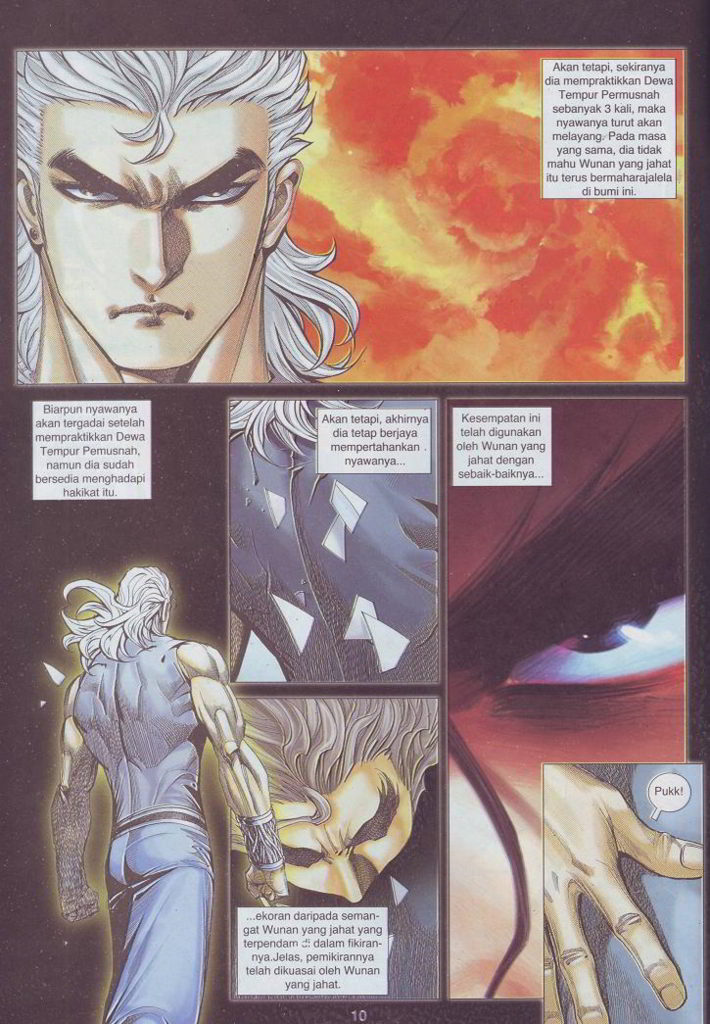 Akan tetapi, sekiranya
dia mempraktikkan Dewa
Tempur Permusnah
sebanyak 3 kali, maka
nyawanya turut akan
melayang. Pada masa
yang sama, dia tidak
mahu Wunan yang jahat
itu terus bermaharajalela
di bumi ini.
Biarpun nyawanya
akan tergadai setelah
mempraktikkan Dewa
Tempur Pemusnah,
namun dia sudah
bersedia menghadapi
hakikat itu.
Akan tetapi, akhirnya
dia tetap berjaya
mempertahankan
nyawanya...
...ekoran daripada seman-
gat Wunan yang jahat yang
terpendam di dalam fikiran-
nya.Jelas, pemikirannya
telah dikuasai oleh Wunan
yang jahat.
Kesempatan ini
telah digunakan
oleh Wunan yang
jahat dengan
sebaik-baiknya...
Pukk!
10